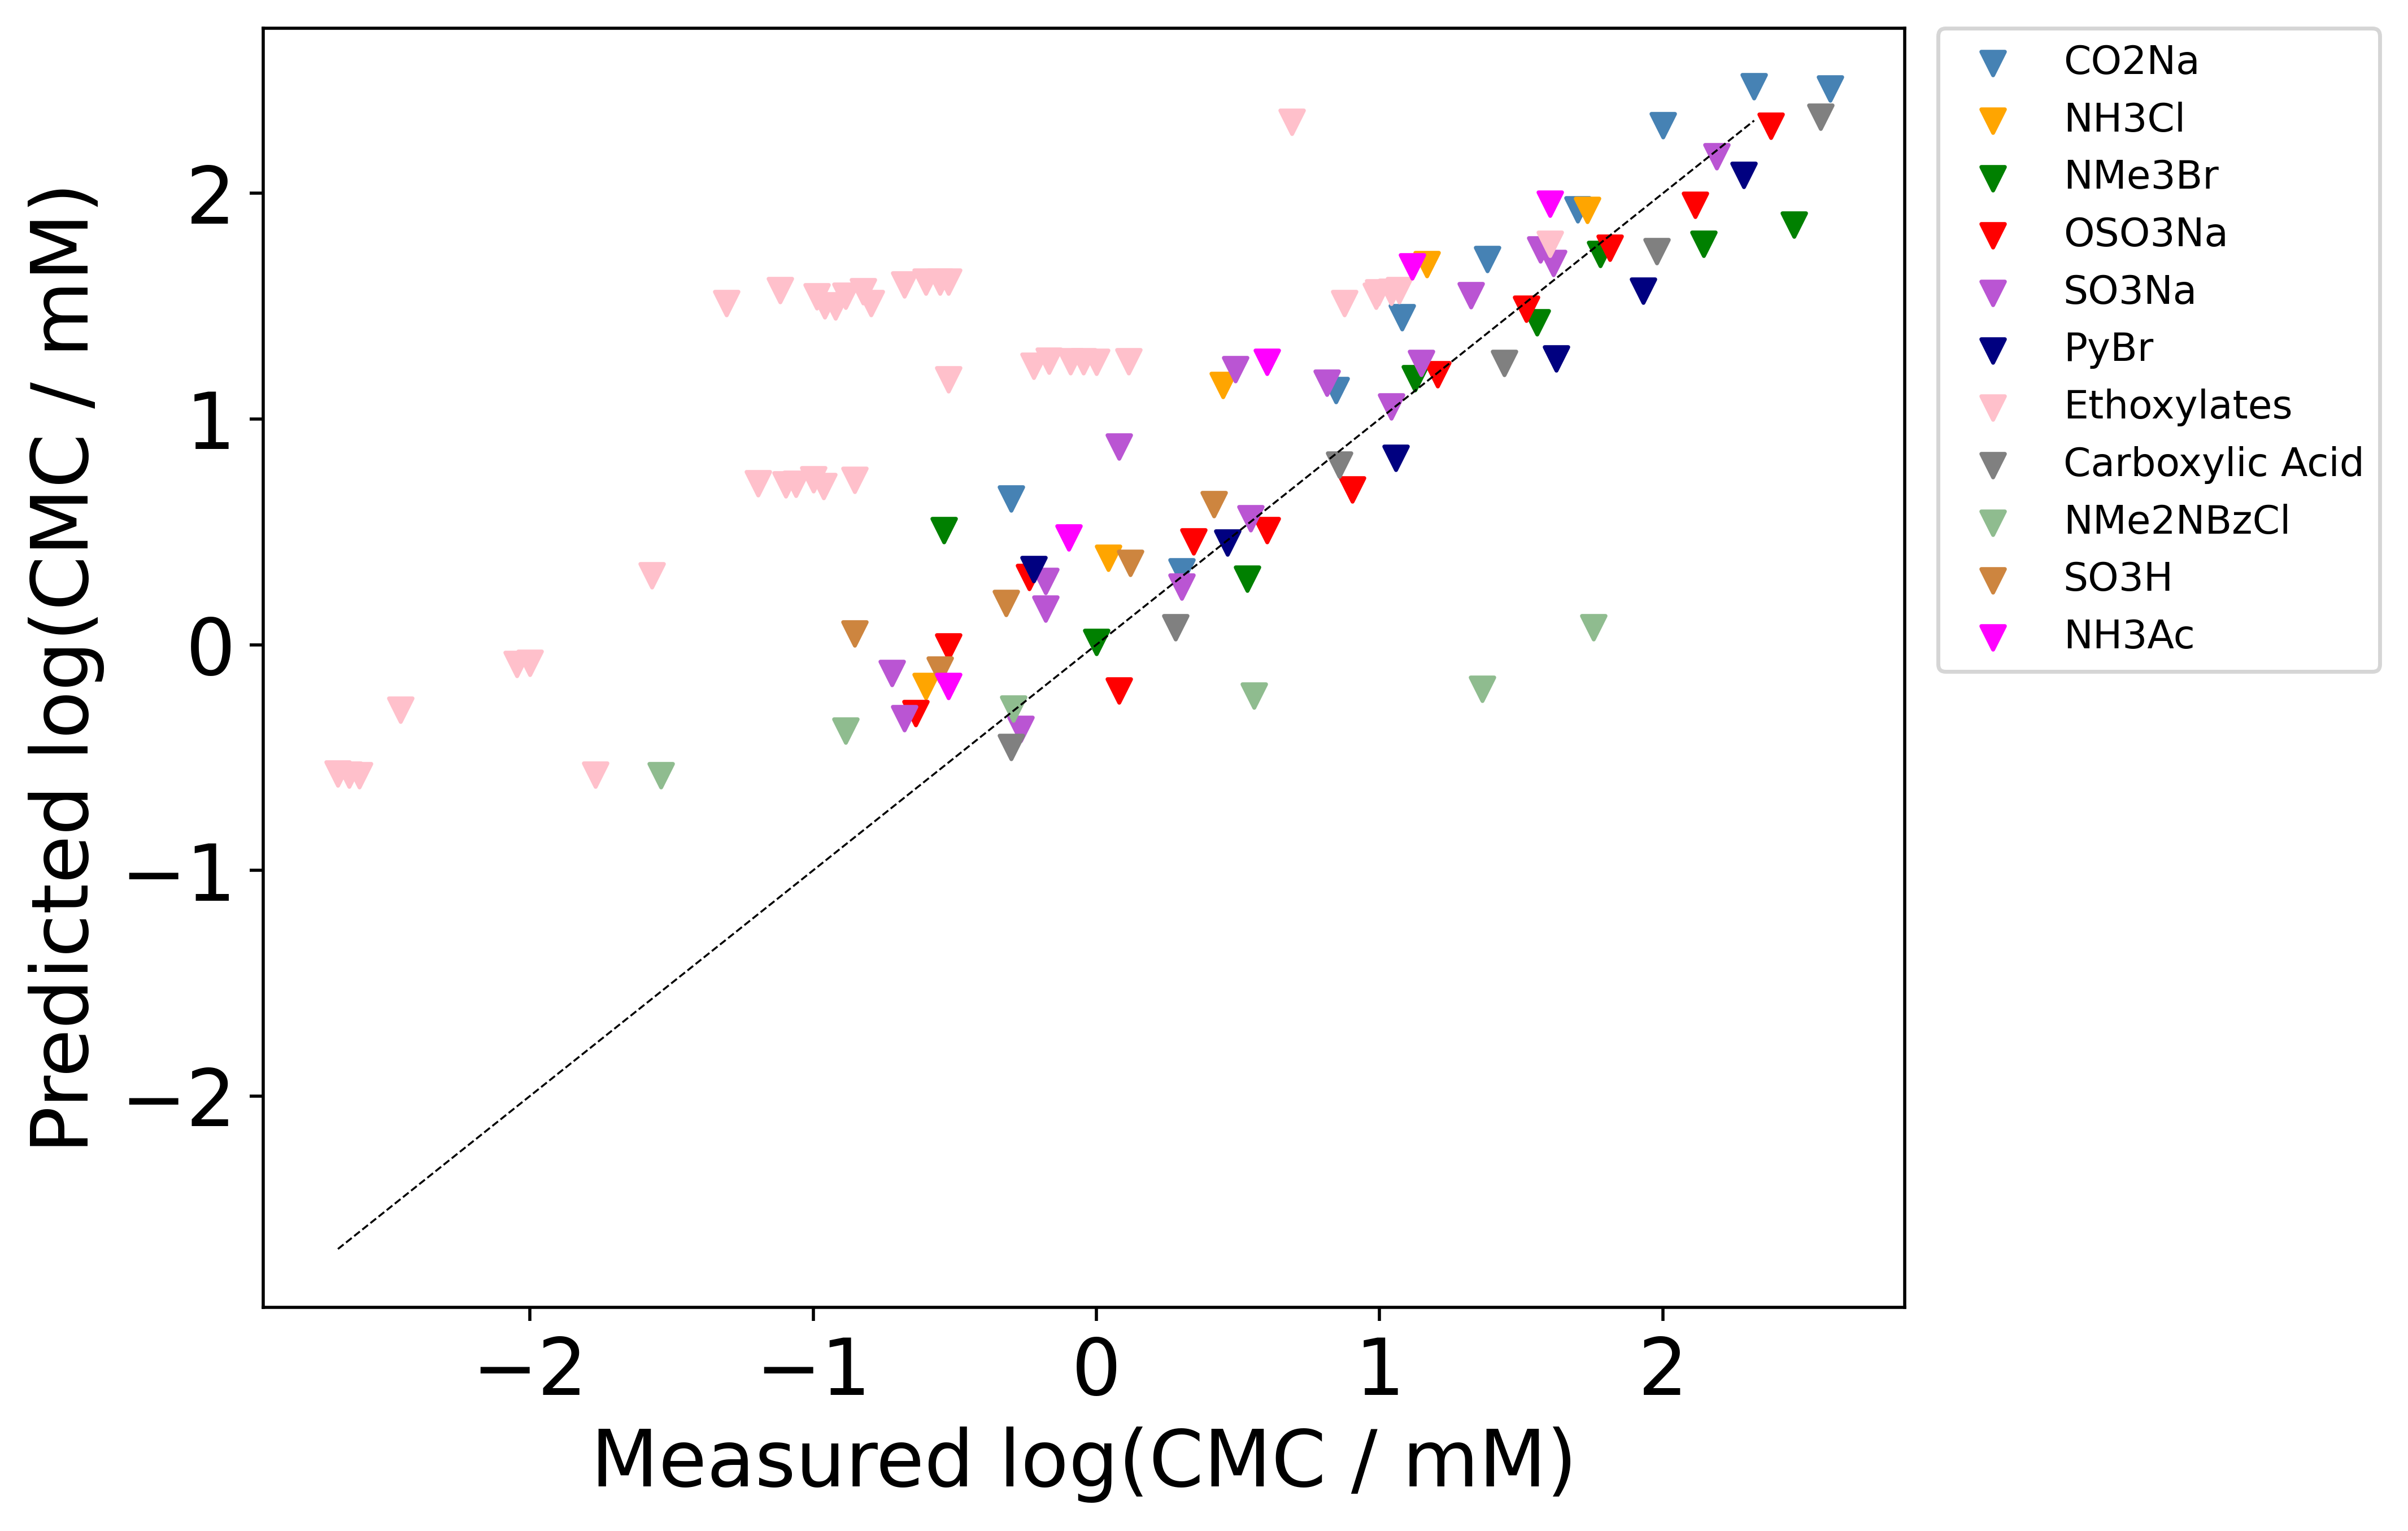 2
1
0
−1
−2
Predicted log(CMC / mM)
−2
−1
0
1
2
Measured log(CMC / mM)
CO2Na
NH3Cl
NMe3Br
OSO3Na
SO3Na
PyBr
Ethoxylates
Carboxylic Acid
NMe2NBzCl
SO3H
NH3Ac